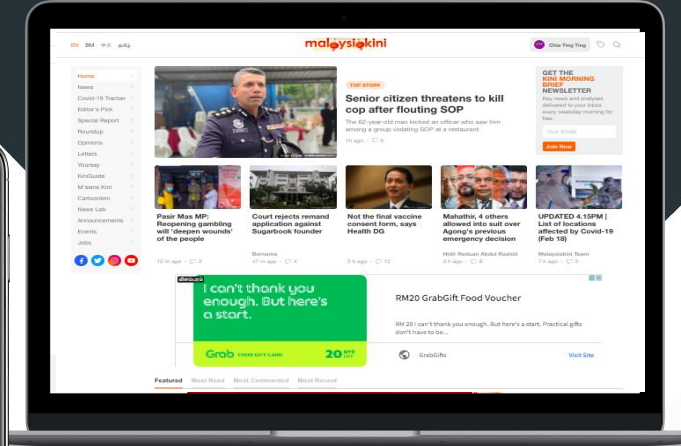 EN BM 中文 தமிழ்
malaysiakini
Chia Ting Ting
Home
News
Covid-19 Tracker
Editor's Pick
Special Report
Roundup
Opinions
Letters
Yoursay
KiniGuide
M'sians Kini
Cartoonkini
News Lab
Announcements
Events
Jobs
TOP STORY
Senior citizen threatens to kill
cop after flouting SOP
The 62-year-old man kicked an officer who saw him
among a group violating SOP at a restaurant.
1h ago
GET THE
KINI MORNING
BRIEF
NEWSLETTER
Key news and analyses
delivered to your inbox
every weekday morning for
free.
Your Email
Join Now
Pasir Mas MP:
Reopening gambling
will 'deepen wounds'
of the people
12 m ago · 2
Court rejects remand
application against
Sugarbook founder
Bernama
47 m ago · 4
Not the final vaccine
consent form, says
Health DG
3 h ago · 12
Mahathir, 4 others
allowed into suit over
Agong's previous
emergency decision
Hidir Reduan Abdul Rashid
3 h ago · 8
UPDATED 4.15PM |
List of locations
affected by Covid-19
(Feb 18)
Malaysiakini Team
7 h ago · 3
விளம்பரம்
I can't thank you
enough. But here's
a start.
Grab FOOD GIFT CARD 20 MYR OFF
RM20 GrabGift Food Voucher
RM 20 I can't thank you enough. But here's a start. Practical gifts
don't have to be...
GrabGifts
Visit Site
Featured Most Read Most Commented Most Recent